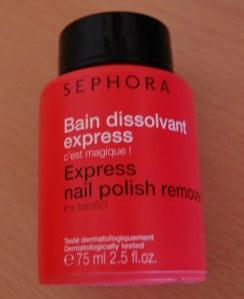 SEPHORA
Bain dissolvant
express
c'est magique !
Express
nail polish remover
it's terrific!
Testé dermatologiquement
Dermatologically tested
e 75 ml 2.5 fl.oz.